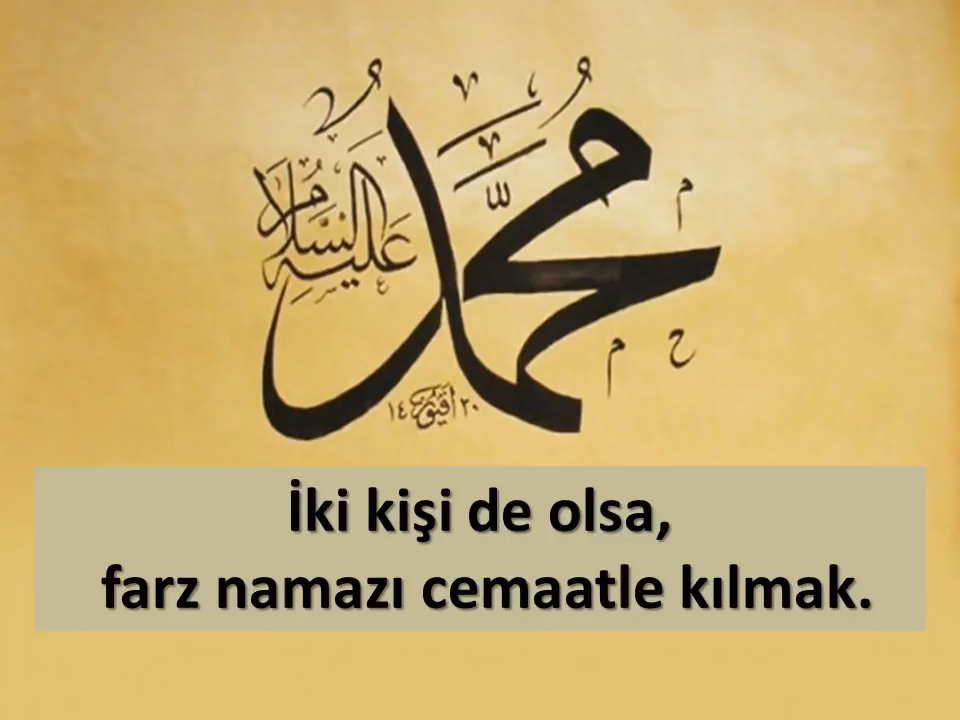 محمد
عليه السلام
İki kişi de olsa,
farz namazı cemaatle kılmak.